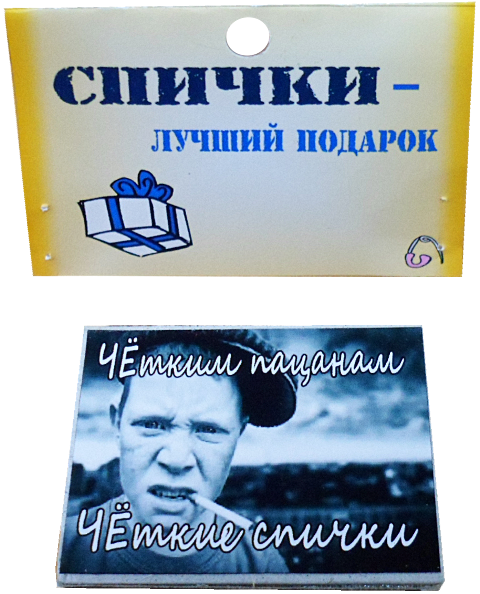 СПИЧКИ –
ЛУЧШИЙ ПОДАРОК
ЧЁтким пацанам
ЧЁткие спички